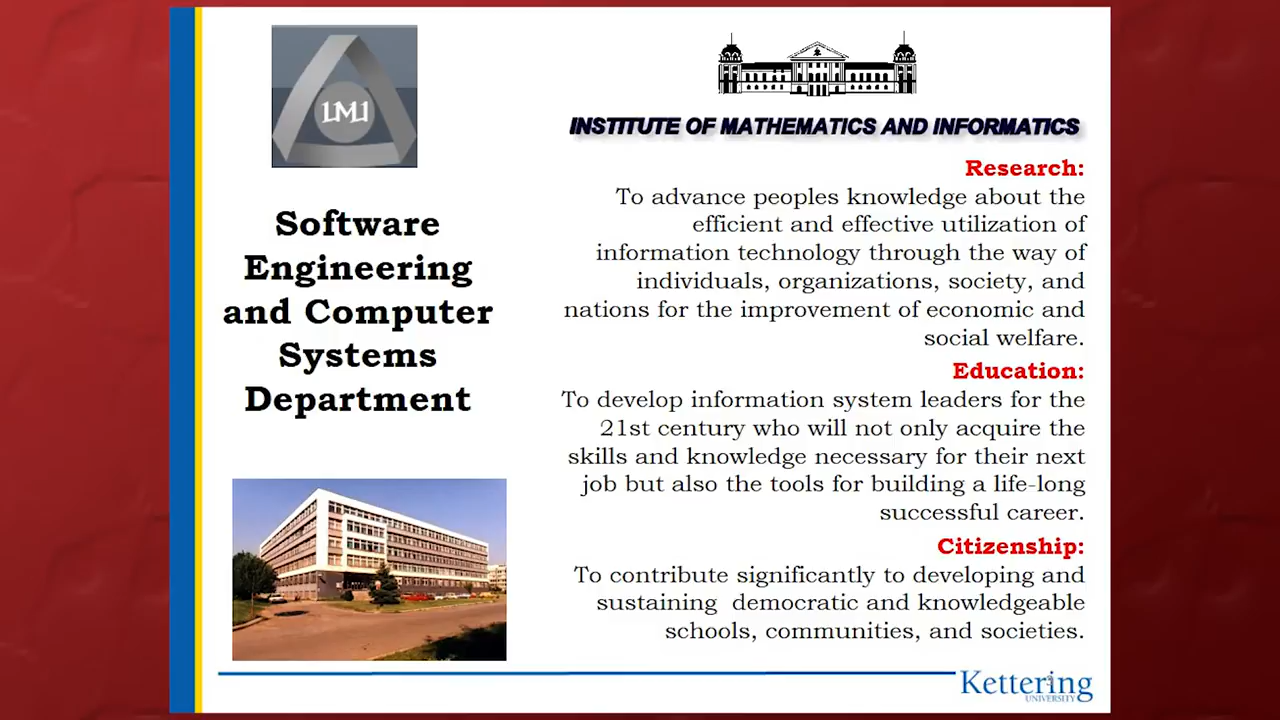 IMI
Software
Engineering
and Computer
Systems
Department
INSTITUTE OF MATHEMATICS AND INFORMATICS
Research:
To advance peoples knowledge about the
efficient and effective utilization of
information technology through the way of
individuals, organizations, society, and
nations for the improvement of economic and
social welfare.
Education:
To develop information system leaders for the
21st century who will not only acquire the
skills and knowledge necessary for their next
job but also the tools for building a life-long
successful career.
Citizenship:
To contribute significantly to developing and
sustaining democratic and knowledgeable
schools, communities, and societies.
Kettering
UNIVERSITY